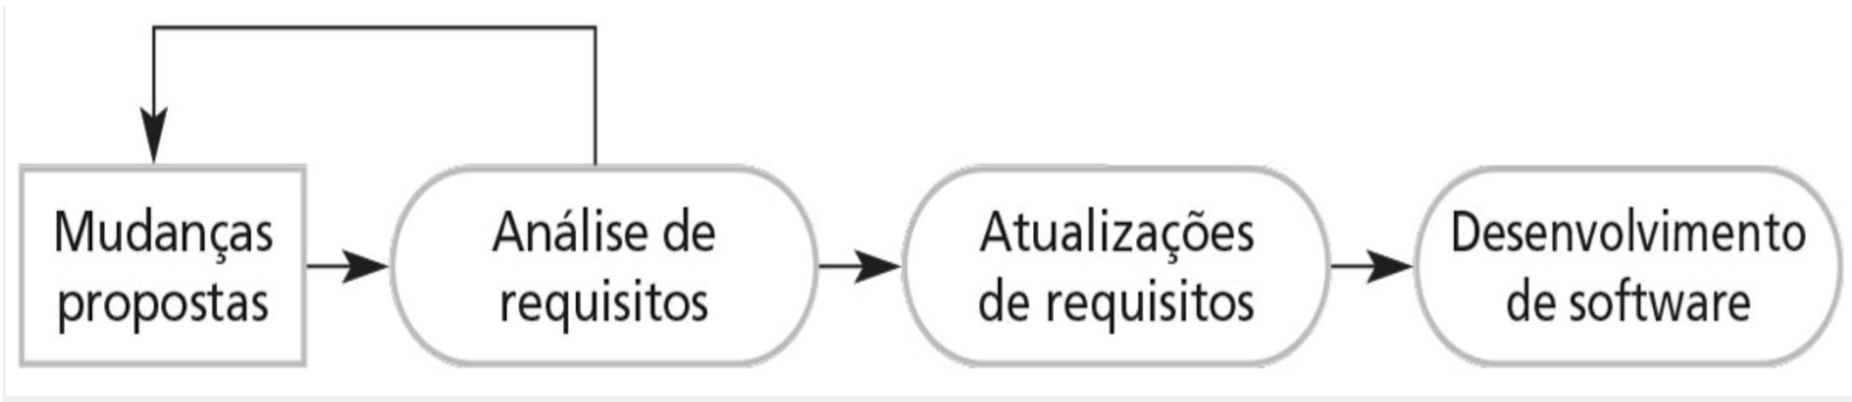 Mudanças
propostas
Análise de
requisitos
Atualizações
de requisitos
Desenvolvimento
de software